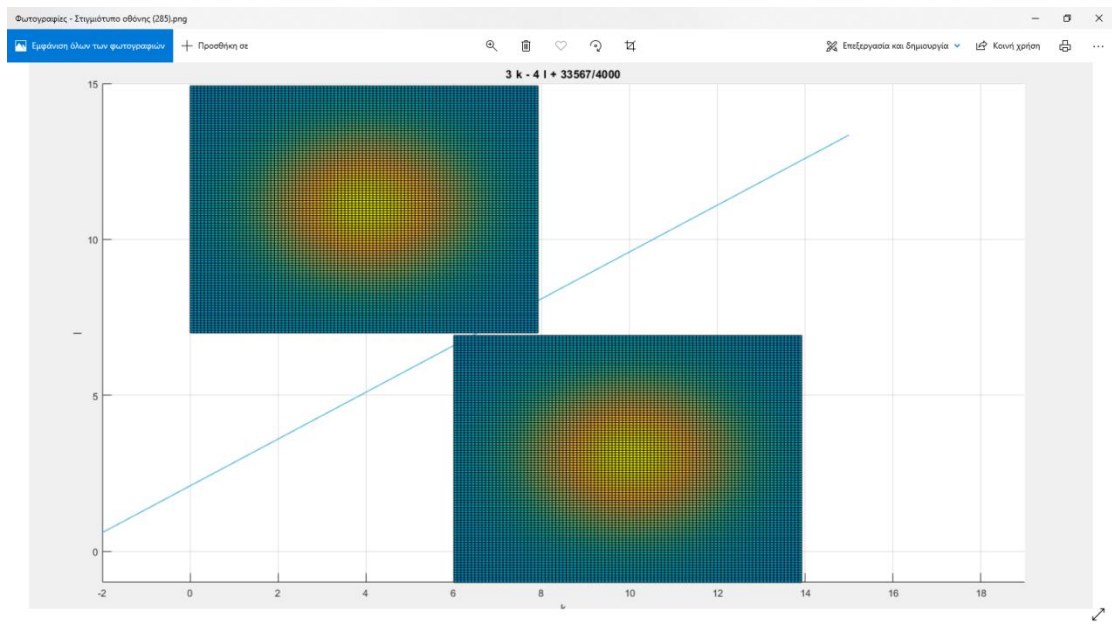 Φωτογραφίες - Στιγμιότυπο οθόνης (285).png
Εμφάνιση όλων των φωτογραφιών
Προσθήκη σε
Επεξεργασία και δημιουργία
Κοινή χρήση
3 k - 4 l + 33567/4000
15
10
l
5
0
-2 0 2 4 6 8 10 12 14 16 18
k